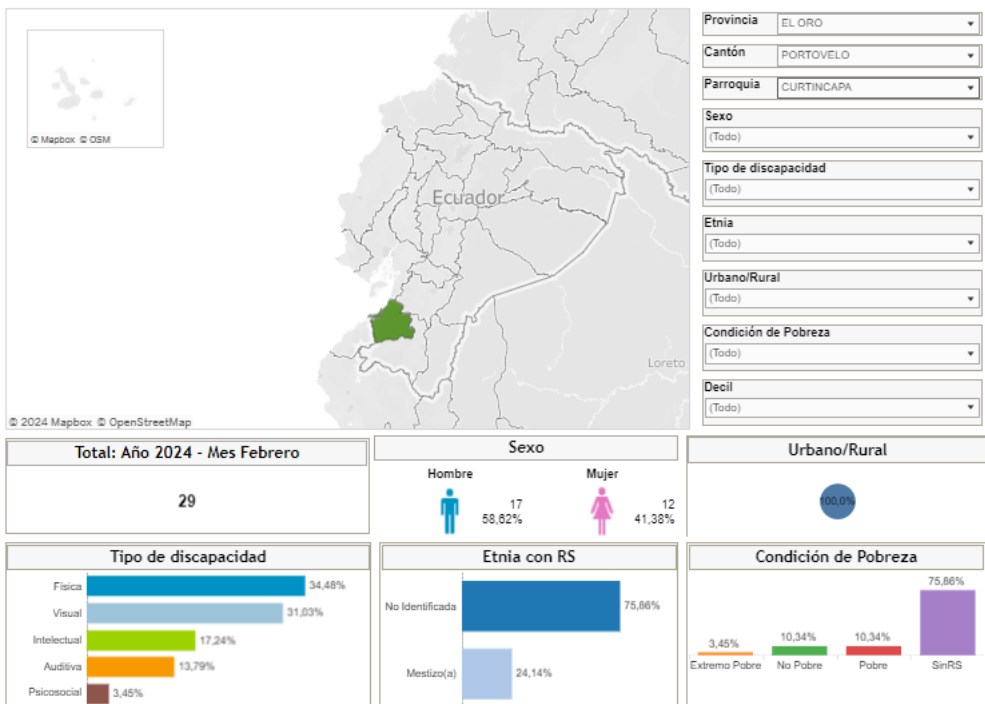 © Mapbox © OSM
Ecuador
Loreto
© 2024 Mapbox © OpenStreetMap
Provincia
EL ORO
Cantón
PORTOVELO
Parroquia
CURTINCAPA
Sexo
(Todo)
Tipo de discapacidad
(Todo)
Etnia
(Todo)
Urbano/Rural
(Todo)
Condición de Pobreza
(Todo)
Decil
(Todo)
Total: Año 2024 - Mes Febrero
29
Sexo
Hombre
17
58,62%
Mujer
12
41,38%
Urbano/Rural
100,0%
Tipo de discapacidad
Física 34,48%
Visual 31,03%
Intelectual 17,24%
Auditiva 13,79%
Psicosocial 3,45%
Etnia con RS
No Identificada 75,86%
Mestizo(a) 24,14%
Condición de Pobreza
3,45% 10,34% 10,34% 75,86%
Extremo Pobre No Pobre Pobre SinRS